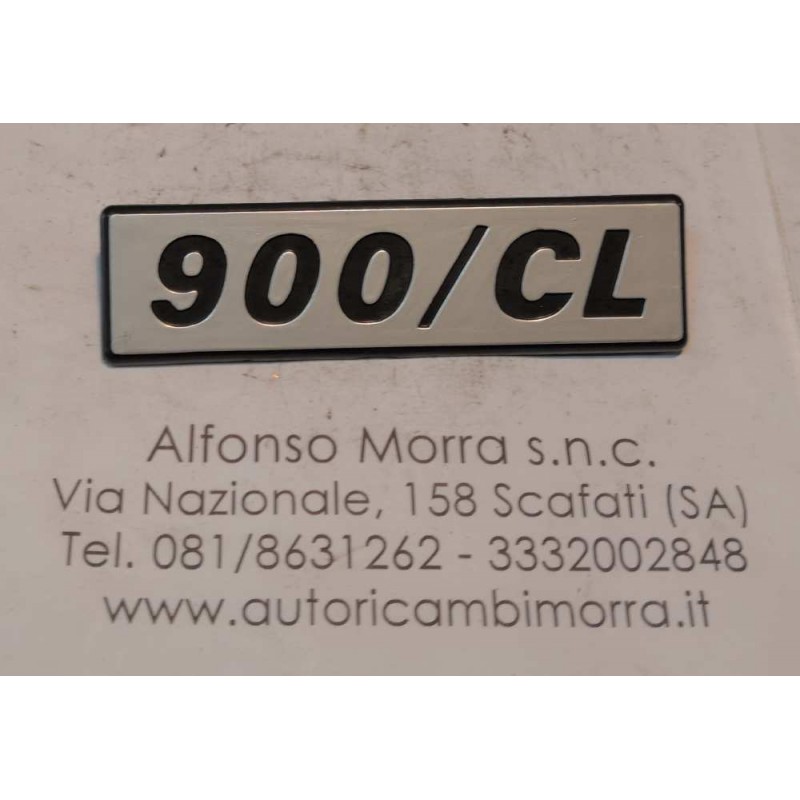 900/CL
Alfonso Morra s.n.c.
Via Nazionale, 158 Scafati (SA)
Tel. 081/8631262 - 3332002848
www.autoricambimorra.it